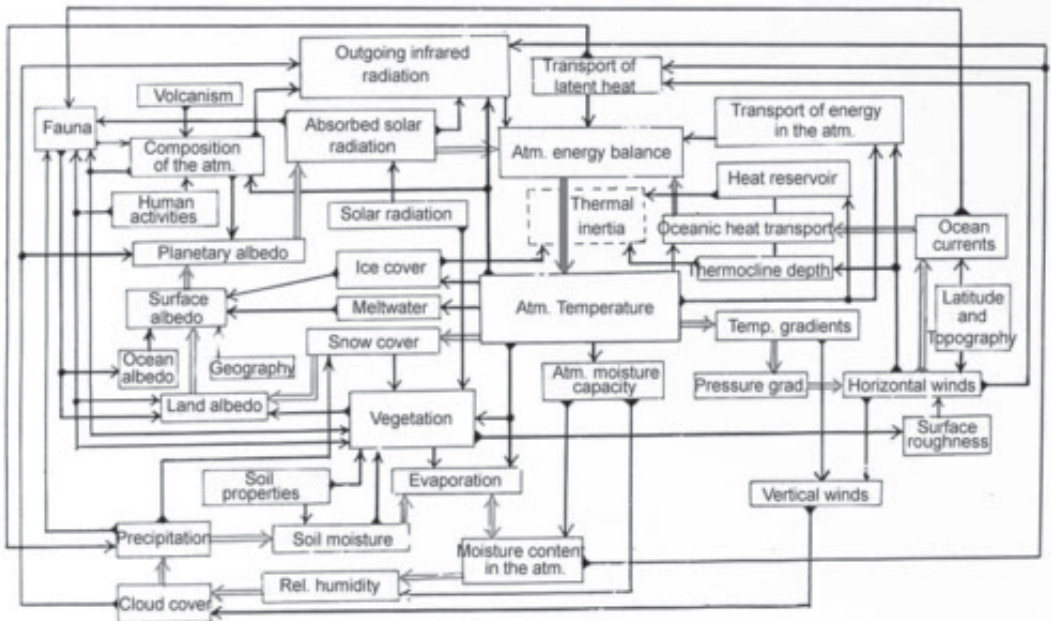 Outgoing infrared
radiation
Transport of
latent heat
Volcanism
Fauna
Absorbed solar
radiation
Transport of energy
in the atm.
Composition
of the atm.
Atm. energy balance
Heat reservoir
Human
activities
Solar radiation
Thermal
inertia
Oceanic heat transport
Ocean
currents
Planetary albedo
Ice cover
Thermocline depth.
Surface
albedo
Meltwater
Atm. Temperature
Latitude
and
Topography
Snow cover
Temp. gradients
Ocean
albedo
Geography
Atm. moisture
capacity
Pressure grad.
Horizontal winds
Land albedo
Vegetation
Surface
roughness
Soil
properties
Evaporation
Vertical winds
Precipitation
Soil moisture
Moisture content
in the atm.
Rel. humidity
Cloud cover